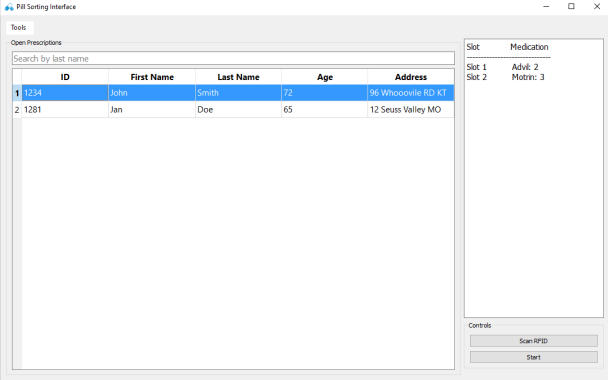 Pill Sorting Interface
Tools
Open Prescriptions
Search by last name
ID First Name Last Name Age Address
1 1234 John Smith 72 96 Whooovile RD KT
2 1281 Jan Doe 65 12 Seuss Valley MO
Slot Medication
--------------------------------
Slot 1 Advil: 2
Slot 2 Motrin: 3
Controls
Scan RFID
Start